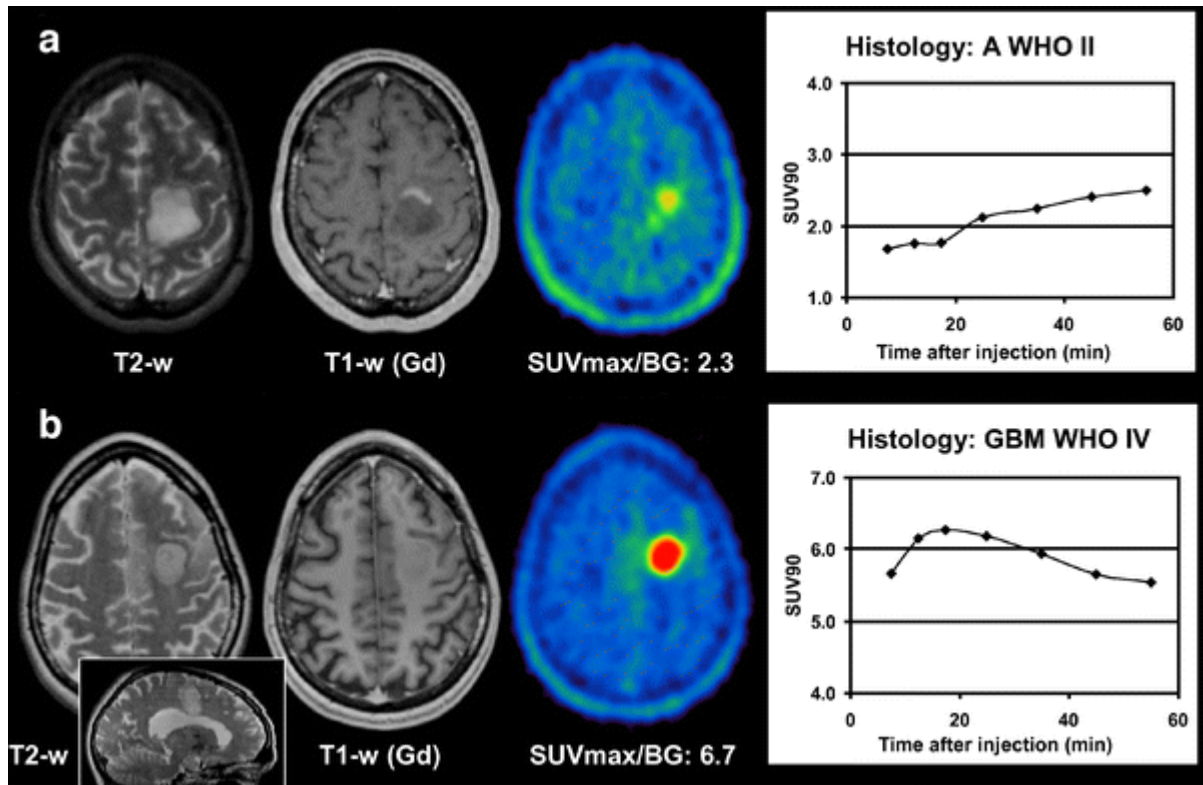 a
T2-w
T1-w (Gd)
SUVmax/BG: 2.3
Histology: A WHO II
SUV90
4.0
3.0
2.0
1.0
0 20 40 60
Time after injection (min)
b
T2-w
T1-w (Gd)
SUVmax/BG: 6.7
Histology: GBM WHO IV
SUV90
7.0
6.0
5.0
4.0
0 20 40 60
Time after injection (min)